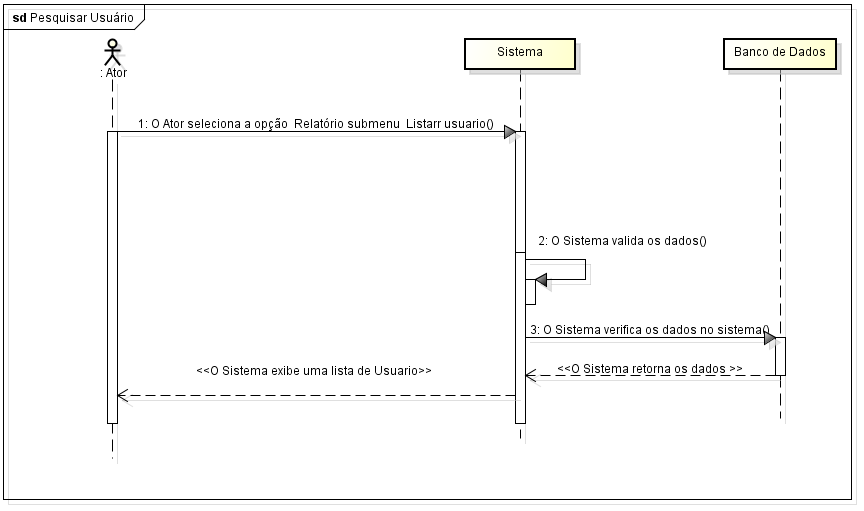 sd Pesquisar Usuário
: Ator
Sistema
Banco de Dados
1: O Ator seleciona a opção  Relatório submenu  Listarr usuario()
2: O Sistema valida os dados()
3: O Sistema verifica os dados no sistema()
<<O Sistema retorna os dados >>
<<O Sistema exibe uma lista de Usuario>>